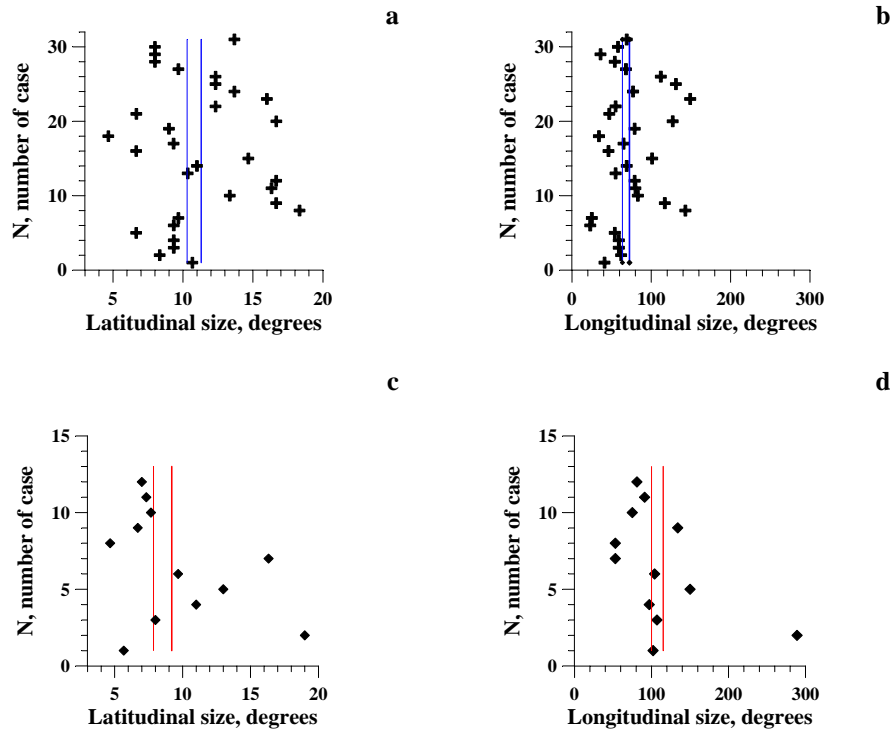 a
N, number of case
30
20
10
0
5
10
15
20
Latitudinal size, degrees
b
N, number of case
30
20
10
0
0
100
200
300
Longitudinal size, degrees
c
N, number of case
15
10
5
0
5
10
15
20
Latitudinal size, degrees
d
N, number of case
15
10
5
0
0
100
200
300
Longitudinal size, degrees